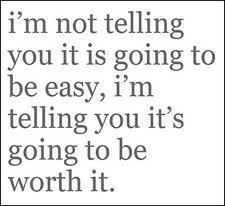 i'm not telling
you it is going to
be easy, i'm
telling you it's
going to be
worth it.